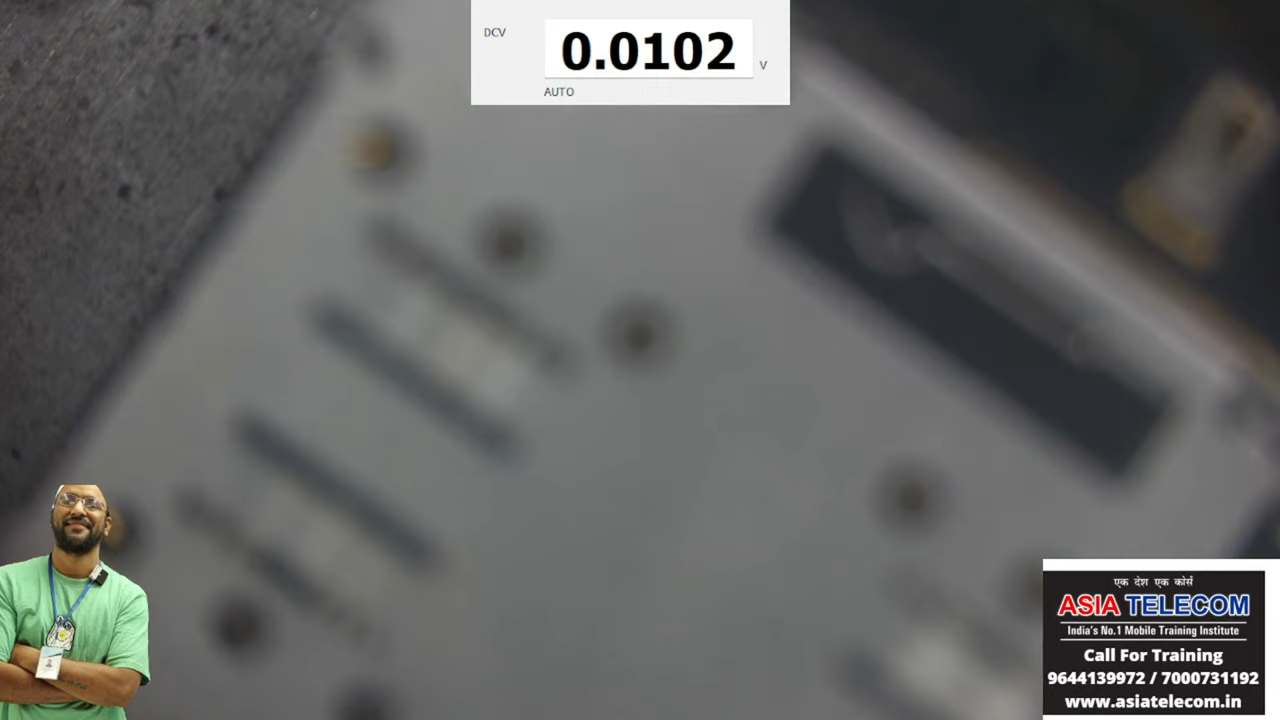 DCV
0.0102
V
AUTO
एक देश एक कोर्स
ASIA TELECOM
India's No.1 Mobile Training Institute
Call For Training
9644139972 / 7000731192
www.asiatelecom.in